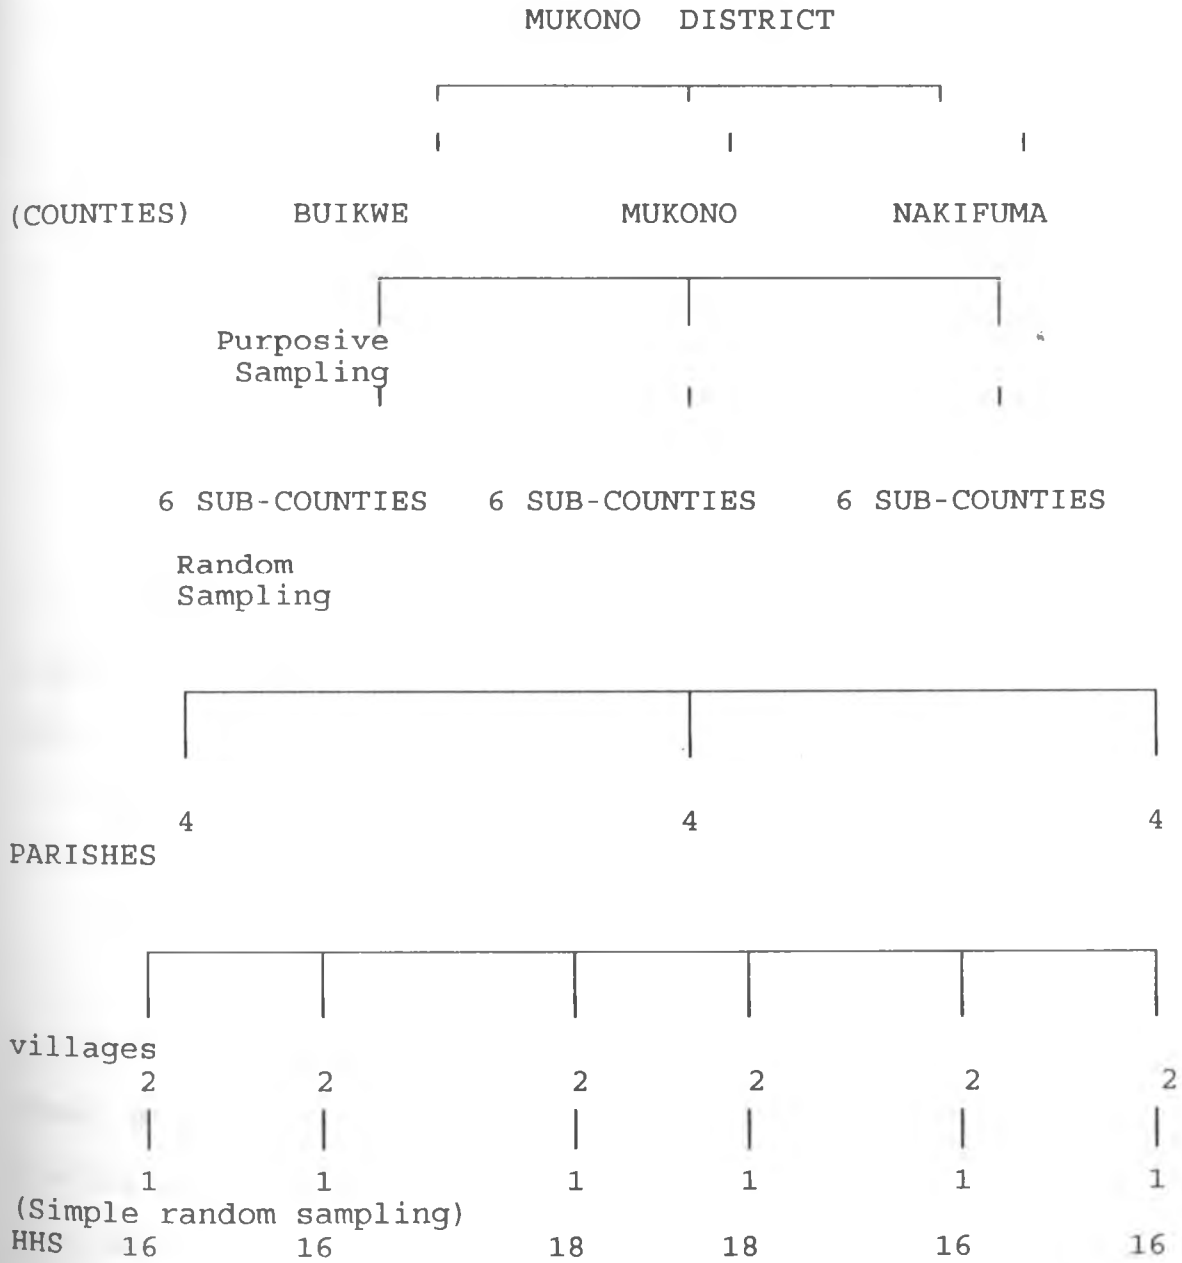 MUKONO DISTRICT
(COUNTIES) BUIKWE MUKONO NAKIFUMA
Purposive
Sampling
6 SUB-COUNTIES 6 SUB-COUNTIES 6 SUB-COUNTIES
Random
Sampling
4 4 4
PARISHES
villages
2 2 2 2 2 2
1 1 1 1 1 1
(Simple random sampling)
HHS 16 16 18 18 16 16